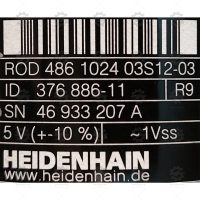 ROD 486 1024 03S12-03
ID 376 886-11 R9
SN 46 933 207 A
5 V (+-10 %) ~1Vss
HEIDENHAIN
www.heidenhain.de